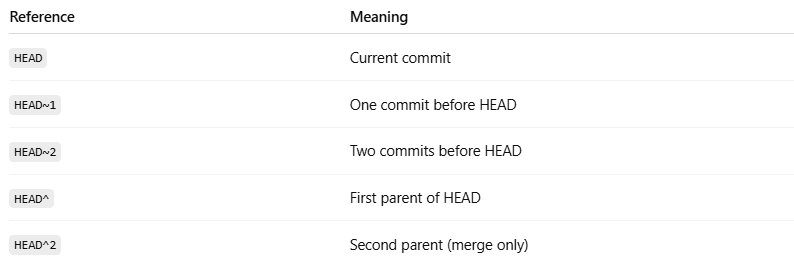 Reference Meaning
HEAD Current commit
HEAD~1 One commit before HEAD
HEAD~2 Two commits before HEAD
HEAD^ First parent of HEAD
HEAD^2 Second parent (merge only)